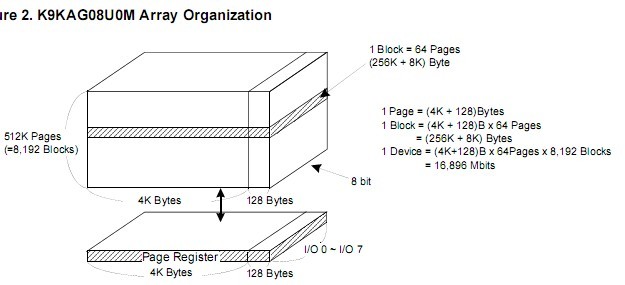 ure 2. K9KAG08U0M Array Organization
1 Block = 64 Pages
(256K + 8K) Byte
1 Page = (4K + 128)Bytes
1 Block = (4K + 128)B x 64 Pages
= (256K + 8K) Bytes
1 Device = (4K+128)B x 64Pages x 8,192 Blocks
= 16,896 Mbits
512K Pages
(=8,192 Blocks)
8 bit
4K Bytes
128 Bytes
Page Register
I/O 0 ~ I/O 7
4K Bytes
128 Bytes